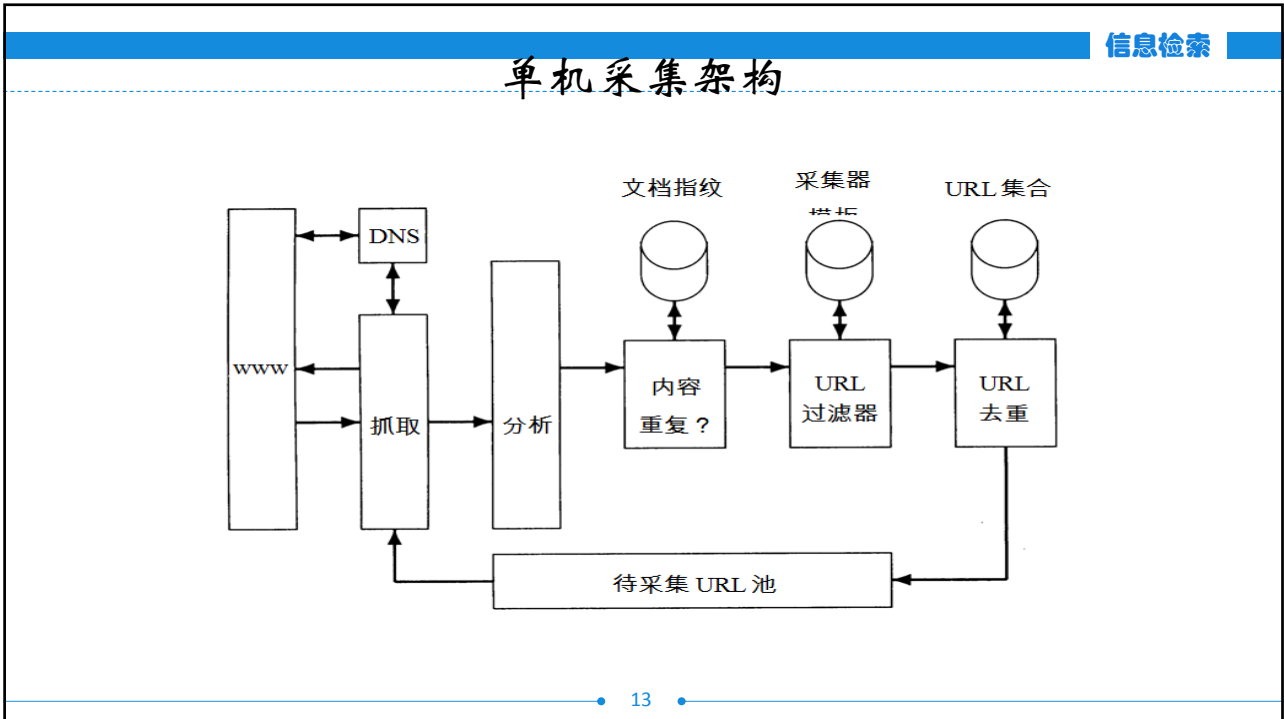 信息检索
单机采集架构
文档指纹
采集器
URL 集合
DNS
www
抓取
分析
内容
重复？
URL
过滤器
URL
去重
待采集 URL 池
13